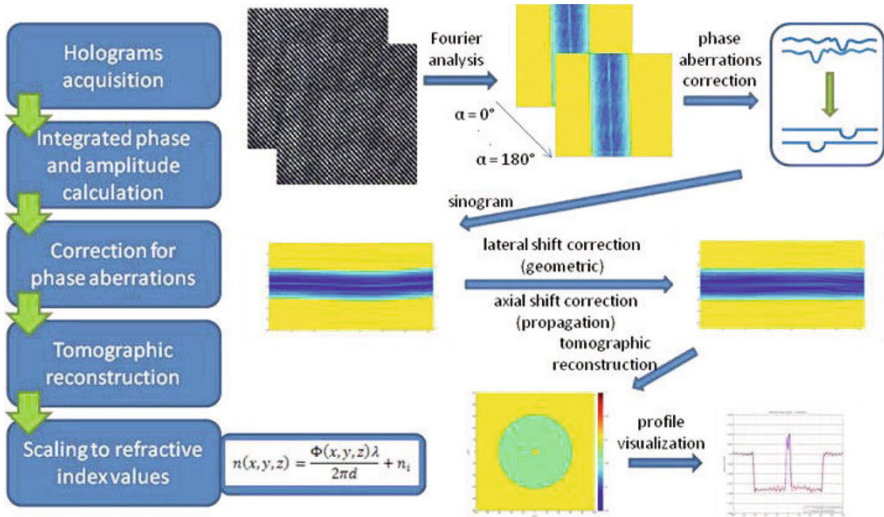 Holograms
acquisition
Integrated phase
and amplitude
calculation
Correction for
phase aberrations
Tomographic
reconstruction
Scaling to refractive
index values
n(x,y,z) = Φ(x,y,z)λ / 2πd + nᵢ
Fourier
analysis
α = 0°
.
.
α = 180°
phase
aberrations
correction
sinogram
lateral shift correction
(geometric)
axial shift correction
(propagation)
tomographic
reconstruction
profile
visualization